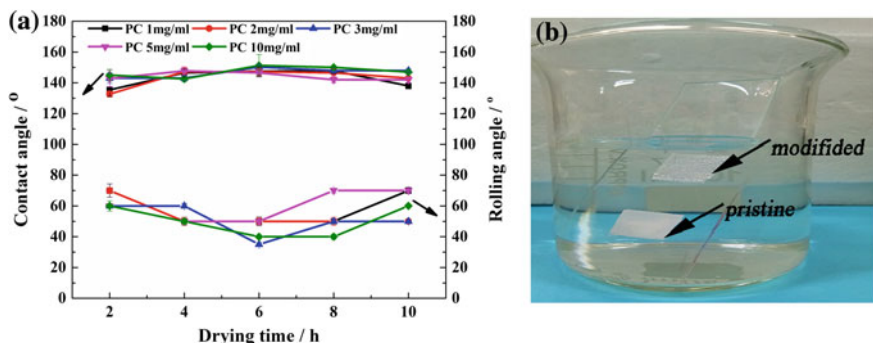 (a)
PC 1mg/ml PC 2mg/ml PC 3mg/ml
PC 5mg/ml PC 10mg/ml
Contact angle / °
180
160
140
120
100
80
60
40
20
0
2 4 6 8 10
Drying time / h
180
160
140
120
100
80
60
40
20
0
Rolling angle / °
(b)
modifided
pristine